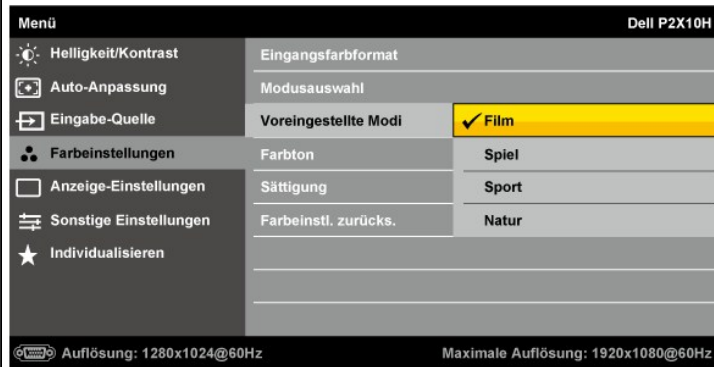 Menü Dell P2X10H
Helligkeit/Kontrast Eingangsfarbformat
Auto-Anpassung Modusauswahl
Eingabe-Quelle Voreingestellte Modi Film
Farbeinstellungen Farbton Spiel
Anzeige-Einstellungen Sättigung Sport
Sonstige Einstellungen Farbeinstl. zurücks. Natur
Individualisieren
Auflösung: 1280x1024@60Hz Maximale Auflösung: 1920x1080@60Hz